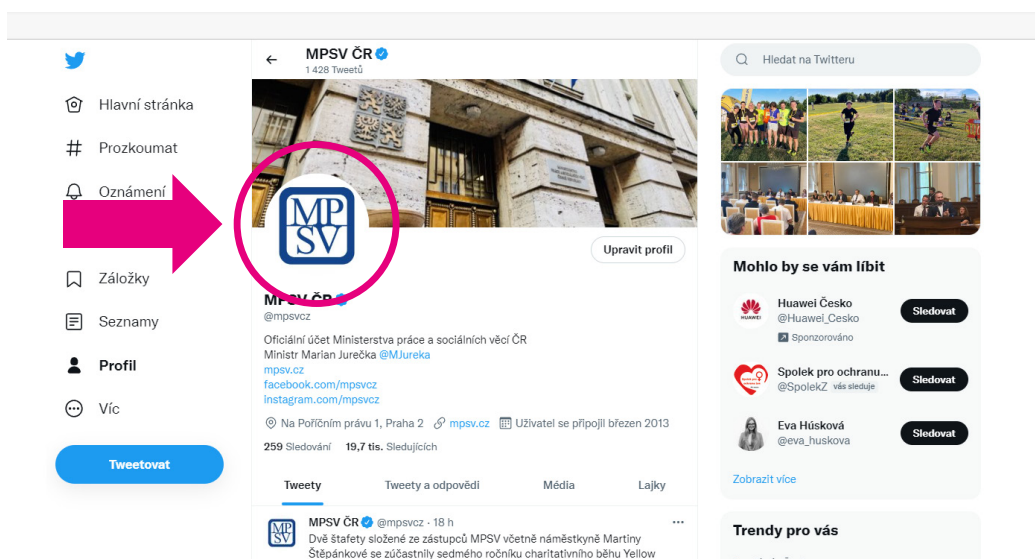 MPSV ČR
1 428 Tweetů
Hlavní stránka
Prozkoumat
Oznámení
Záložky
Seznamy
Profil
Víc
Tweetovat
MP
SV
Upravit profil
MPSV ČR
@mpsvcz
Oficiální účet Ministerstva práce a sociálních věcí ČR
Ministr Marian Jurečka @MJureka
mpsv.cz
facebook.com/mpsvcz
instagram.com/mpsvcz
Na Poříčním právu 1, Praha 2 mpsv.cz Uživatel se připojil březen 2013
259 Sledování 19,7 tis. Sledujících
Tweety Tweety a odpovědi Média Lajky
MP
SV
MPSV ČR @mpsvcz · 18 h
Dvě štafety složené ze zástupců MPSV včetně náměstkyně Martiny
Štěpánkové se zúčastnily sedmého ročníku charitativního běhu Yellow
Hledat na Twitteru
Mohlo by se vám líbit
HUAWEI
Huawei Česko
@Huawei_Cesko
Sponzorováno
Sledovat
Spolek pro ochranu...
@SpolekZ vás sleduje
Sledovat
Eva Húsková
@eva_huskova
Sledovat
Zobrazit více
Trendy pro vás